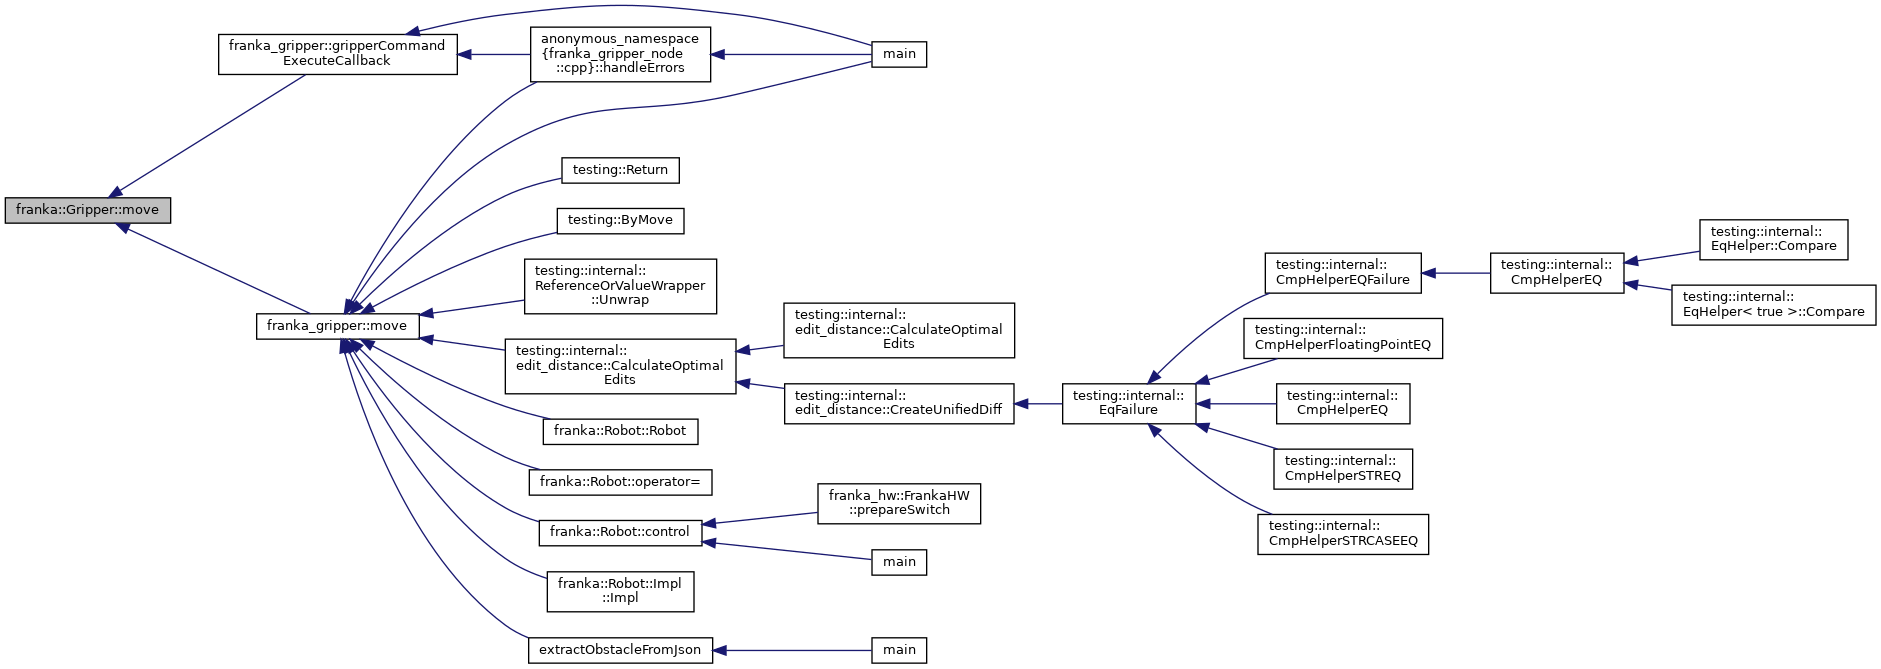 franka::Gripper::move
franka_gripper::gripperCommand
ExecuteCallback
anonymous_namespace
{franka_gripper_node
::cpp}::handleErrors
main
franka_gripper::move
testing::Return
testing::ByMove
testing::internal::
ReferenceOrValueWrapper
::Unwrap
testing::internal::
edit_distance::CalculateOptimal
Edits
testing::internal::
edit_distance::CalculateOptimal
Edits
testing::internal::
edit_distance::CreateUnifiedDiff
testing::internal::
EqFailure
testing::internal::
CmpHelperEQFailure
testing::internal::
CmpHelperEQ
testing::internal::
EqHelper::Compare
testing::internal::
EqHelper< true >::Compare
testing::internal::
CmpHelperFloatingPointEQ
testing::internal::
CmpHelperEQ
testing::internal::
CmpHelperSTREQ
testing::internal::
CmpHelperSTRCASEEQ
franka::Robot::Robot
franka::Robot::operator=
franka::Robot::control
franka_hw::FrankaHW
::prepareSwitch
main
franka::Robot::Impl
::Impl
extractObstacleFromJson
main